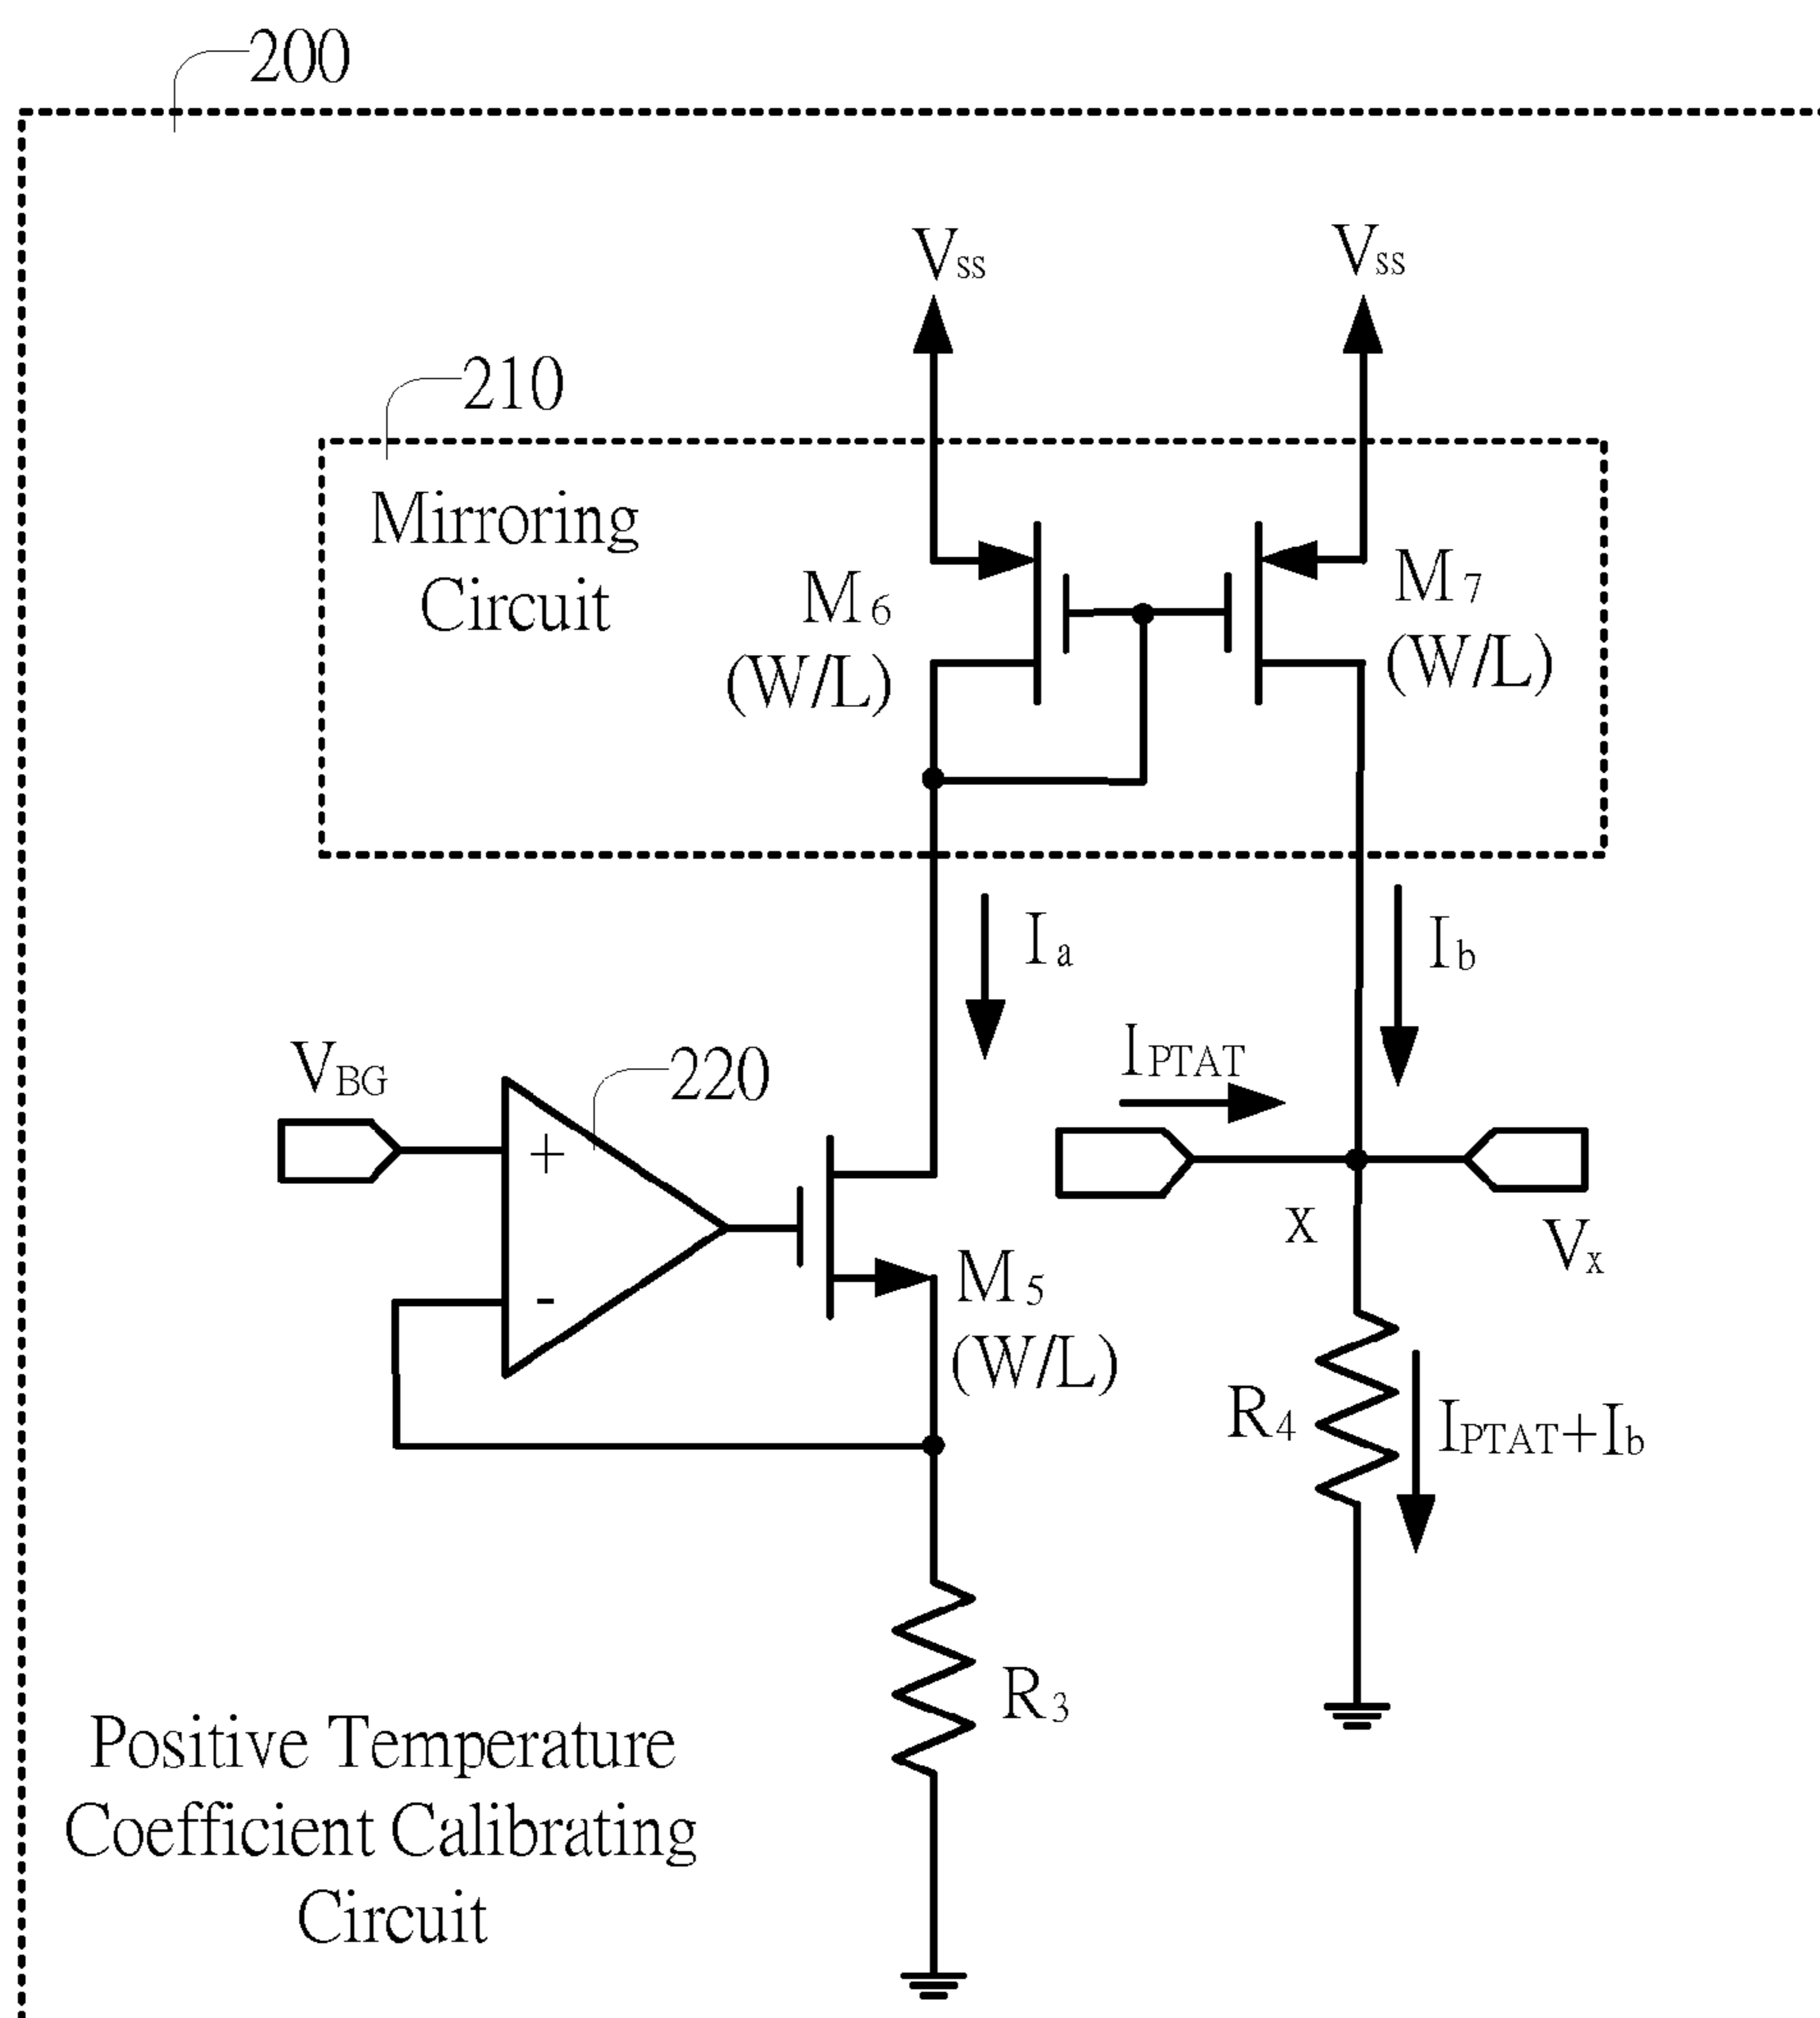 200
Vss
Vss
210
Mirroring
Circuit
M6
(W/L)
M7
(W/L)
Ia
Ib
IPTAT
VBG
220
+
-
M5
(W/L)
x
Vx
R4
IPTAT+Ib
R3
Positive Temperature
Coefficient Calibrating
Circuit